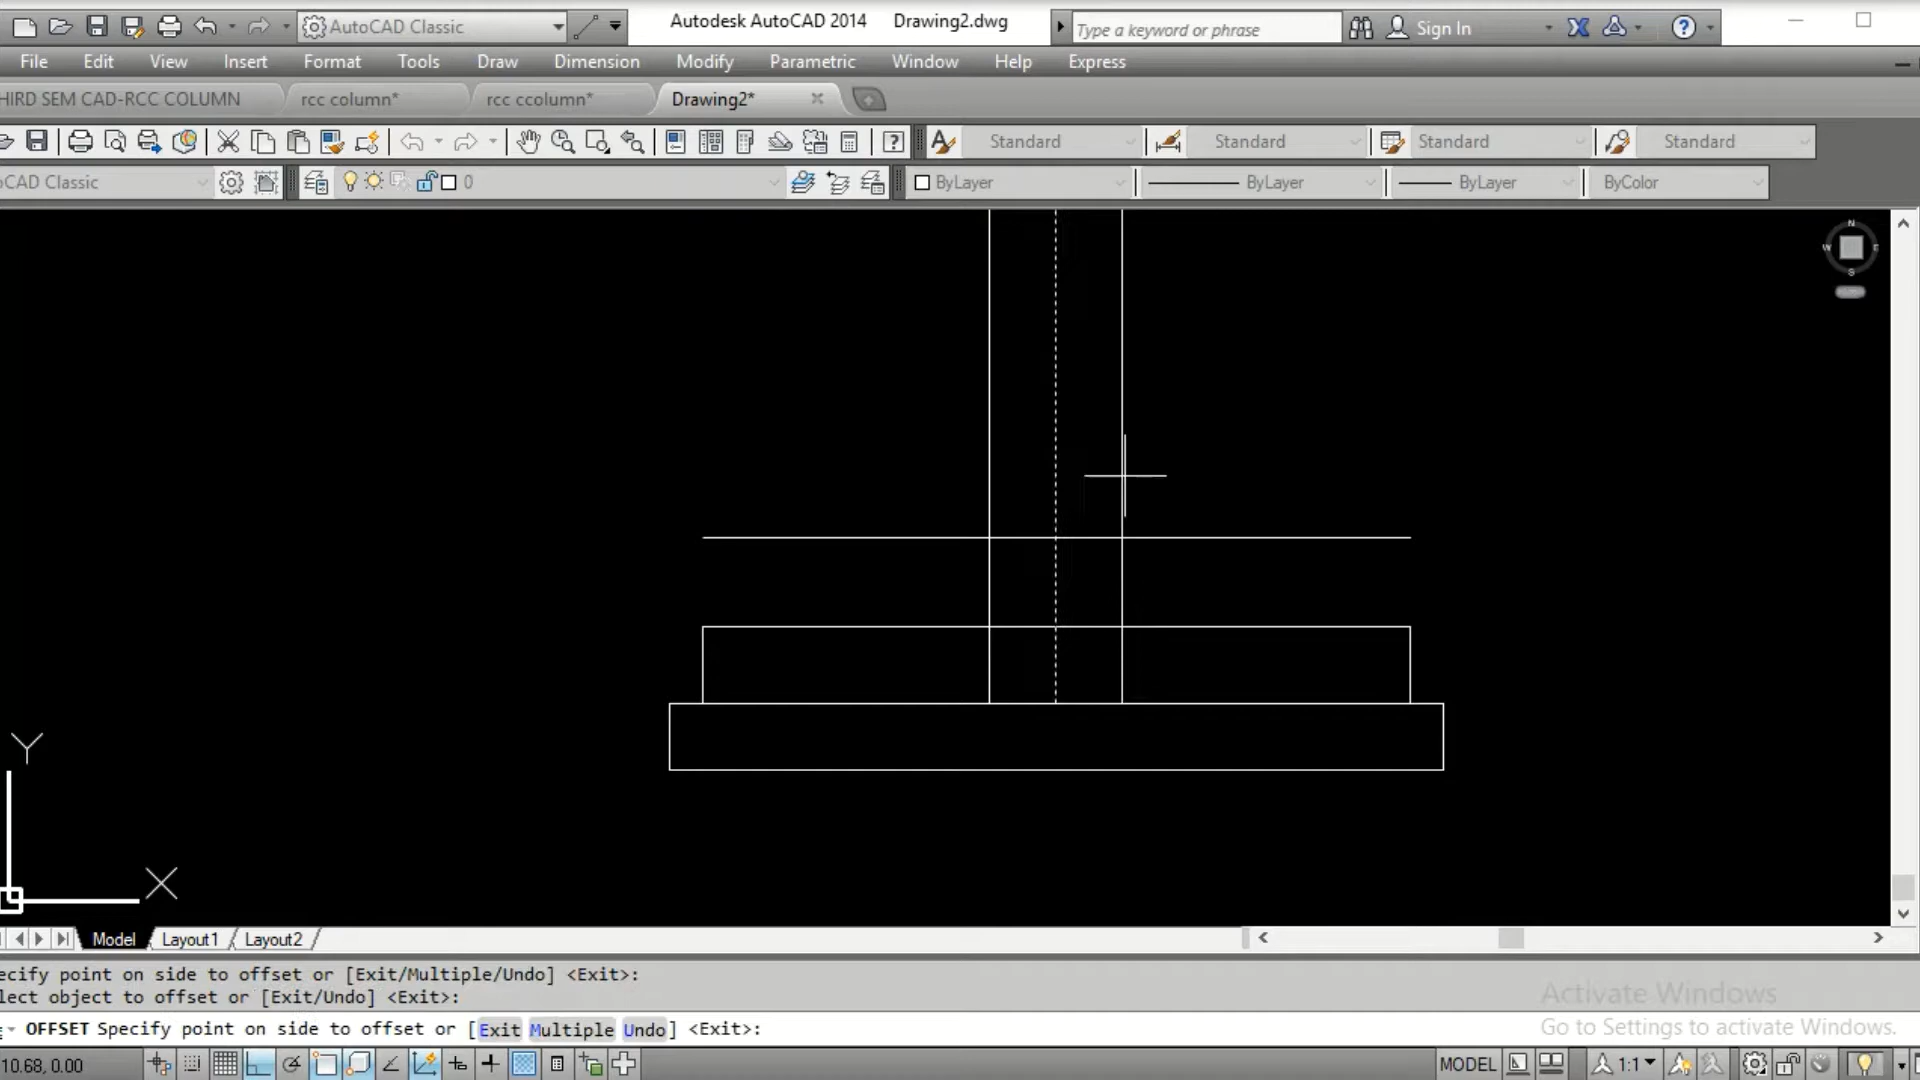 AutoCAD Classic
Autodesk AutoCAD 2014 Drawing2.dwg
Type a keyword or phrase
Sign In
File Edit View Insert Format Tools Draw Dimension Modify Parametric Window Help Express
HIRD SEM CAD-RCC COLUMN rcc column* rcc ccolumn* Drawing2*
Standard Standard Standard Standard
oCAD Classic 0 ByLayer ByLayer ByLayer ByColor
N
W E
S
Y
X
Model Layout1 Layout2
ecify point on side to offset or [Exit/Multiple/Undo] <Exit>:
lect object to offset or [Exit/Undo] <Exit>:
OFFSET Specify point on side to offset or [Exit Multiple Undo] <Exit>:
Activate Windows
Go to Settings to activate Windows.
10.68, 0.00 MODEL 1:1